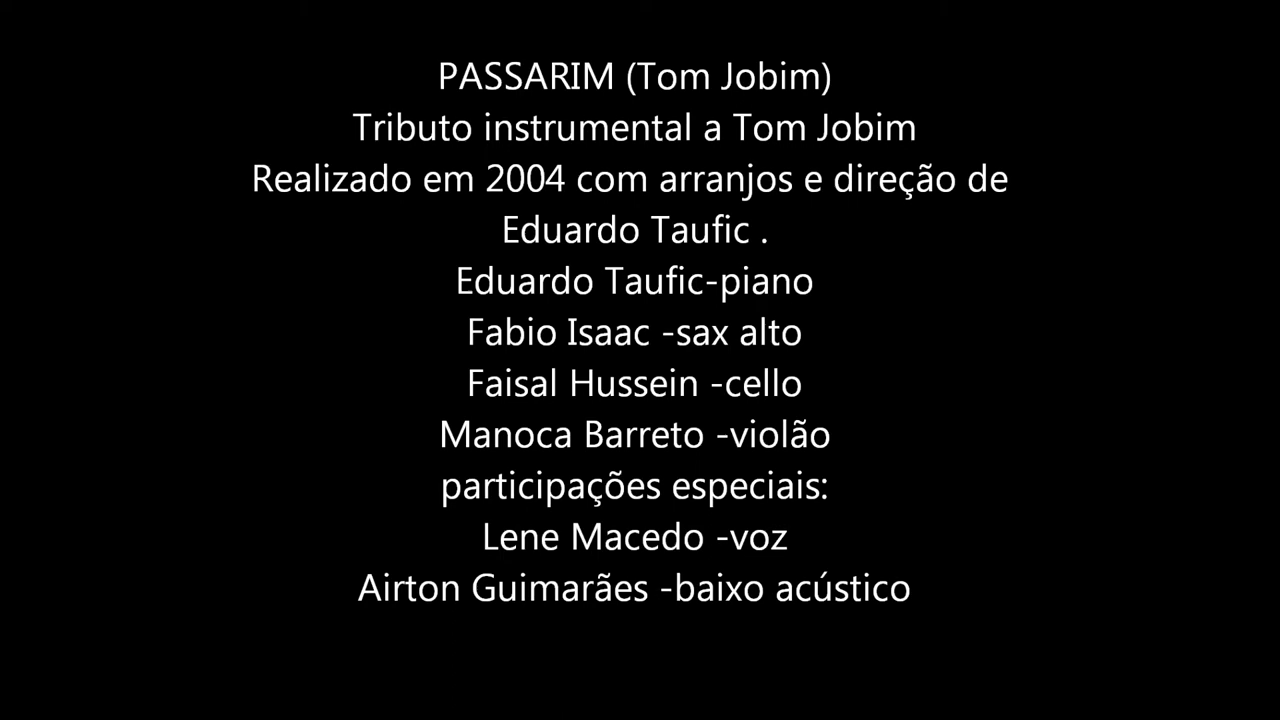 PASSARIM (Tom Jobim)
Tributo instrumental a Tom Jobim
Realizado em 2004 com arranjos e direção de
Eduardo Taufic .
Eduardo Taufic-piano
Fabio Isaac -sax alto
Faisal Hussein -cello
Manoca Barreto -violão
participações especiais:
Lene Macedo -voz
Airton Guimarães -baixo acústico